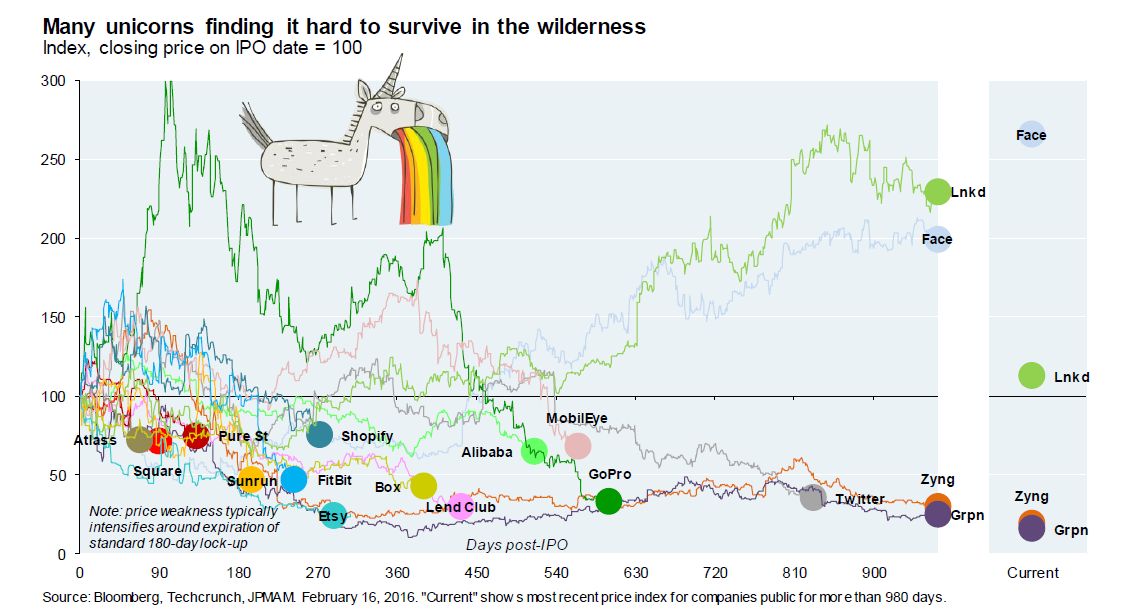 Many unicorns finding it hard to survive in the wilderness
Index, closing price on IPO date = 100
300
250
200
150
100
50
0
Face
Lnkd
Face
Lnkd
MobilEye
Atlass
Pure St
Shopify
Alibaba
Square
Sunrun
FitBit
Box
GoPro
Zyng
Lend Club
Twitter
Zyng
Etsy
Grpn
Grpn
Note: price weakness typically
intensifies around expiration of
standard 180-day lock-up
Days post-IPO
0 90 180 270 360 450 540 630 720 810 900 Current
Source: Bloomberg, Techcrunch, JPMAM. February 16, 2016. "Current" shows most recent price index for companies public for more than 980 days.